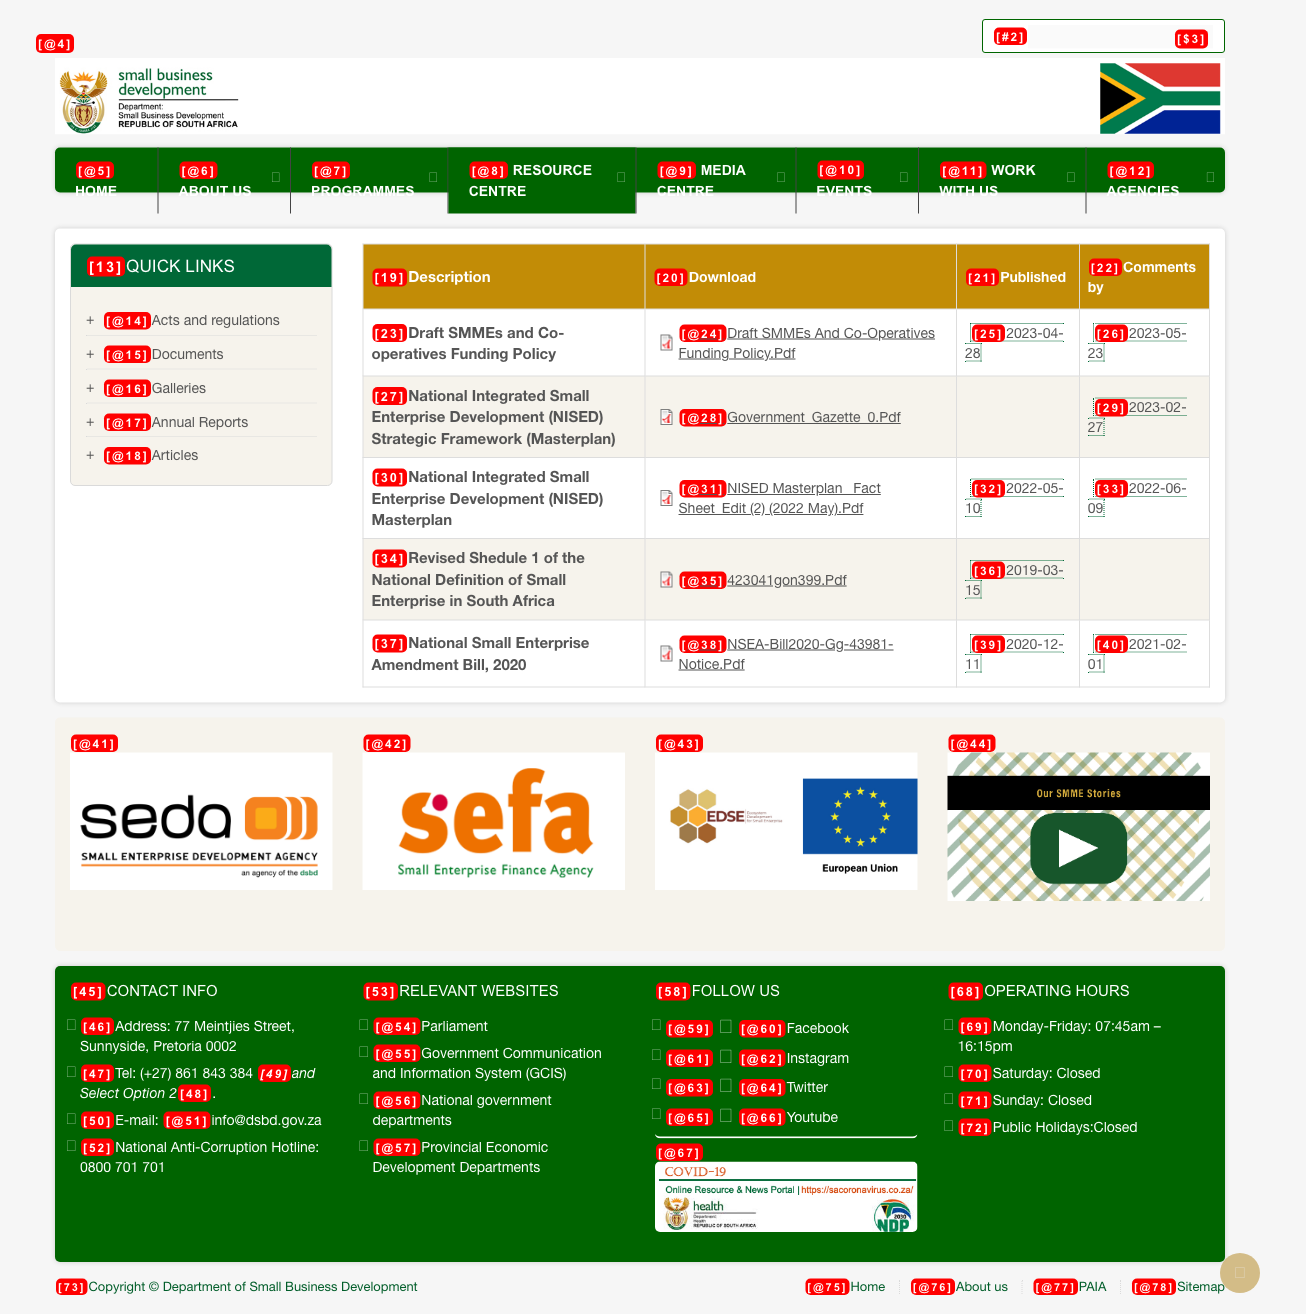 [@4]
[#2]
[$3]
small business
development
Department:
Small Business Development
REPUBLIC OF SOUTH AFRICA
[@5]
HOME
[@6]
ABOUT US
[@7]
PROGRAMMES
[@8] RESOURCE
CENTRE
[@9] MEDIA
CENTRE
[@10]
EVENTS
[@11] WORK
WITH US
[@12]
AGENCIES
[13]QUICK LINKS
+ [@14]Acts and regulations
+ [@15]Documents
+ [@16]Galleries
+ [@17]Annual Reports
+ [@18]Articles
[19]Description
[20]Download
[21]Published
[22]Comments
by
[23]Draft SMMEs and Co-
operatives Funding Policy
[@24]Draft SMMEs And Co-Operatives
Funding Policy.Pdf
[25]2023-04-
28
[26]2023-05-
23
[27]National Integrated Small
Enterprise Development (NISED)
Strategic Framework (Masterplan)
[@28]Government_Gazette_0.Pdf
[29]2023-02-
27
[30]National Integrated Small
Enterprise Development (NISED)
Masterplan
[@31]NISED Masterplan_ Fact
Sheet_Edit (2) (2022 May).Pdf
[32]2022-05-
10
[33]2022-06-
09
[34]Revised Shedule 1 of the
National Definition of Small
Enterprise in South Africa
[@35]423041gon399.Pdf
[36]2019-03-
15
[37]National Small Enterprise
Amendment Bill, 2020
[@38]NSEA-Bill2020-Gg-43981-
Notice.Pdf
[39]2020-12-
11
[40]2021-02-
01
[@41]
seda
SMALL ENTERPRISE DEVELOPMENT AGENCY
an agency of the dsbd
[@42]
sefa
Small Enterprise Finance Agency
[@43]
EDSE
European Union
[@44]
Our SMME Stories
[45]CONTACT INFO
[46]Address: 77 Meintjies Street,
Sunnyside, Pretoria 0002
[47]Tel: (+27) 861 843 384 [49]and
Select Option 2[48].
[50]E-mail: [@51]info@dsbd.gov.za
[52]National Anti-Corruption Hotline:
0800 701 701
[53]RELEVANT WEBSITES
[@54]Parliament
[@55]Government Communication
and Information System (GCIS)
[@56]National government
departments
[@57]Provincial Economic
Development Departments
[58]FOLLOW US
[@59] [@60]Facebook
[@61] [@62]Instagram
[@63] [@64]Twitter
[@65] [@66]Youtube
[@67]
COVID-19
Online Resource & News Portal | https://sacoronavirus.co.za/
health
Department:
Health
REPUBLIC OF SOUTH AFRICA
2030
NDP
[68]OPERATING HOURS
[69]Monday-Friday: 07:45am –
16:15pm
[70]Saturday: Closed
[71]Sunday: Closed
[72]Public Holidays:Closed
[73]Copyright © Department of Small Business Development
[@75]Home
[@76]About us
[@77]PAIA
[@78]Sitemap